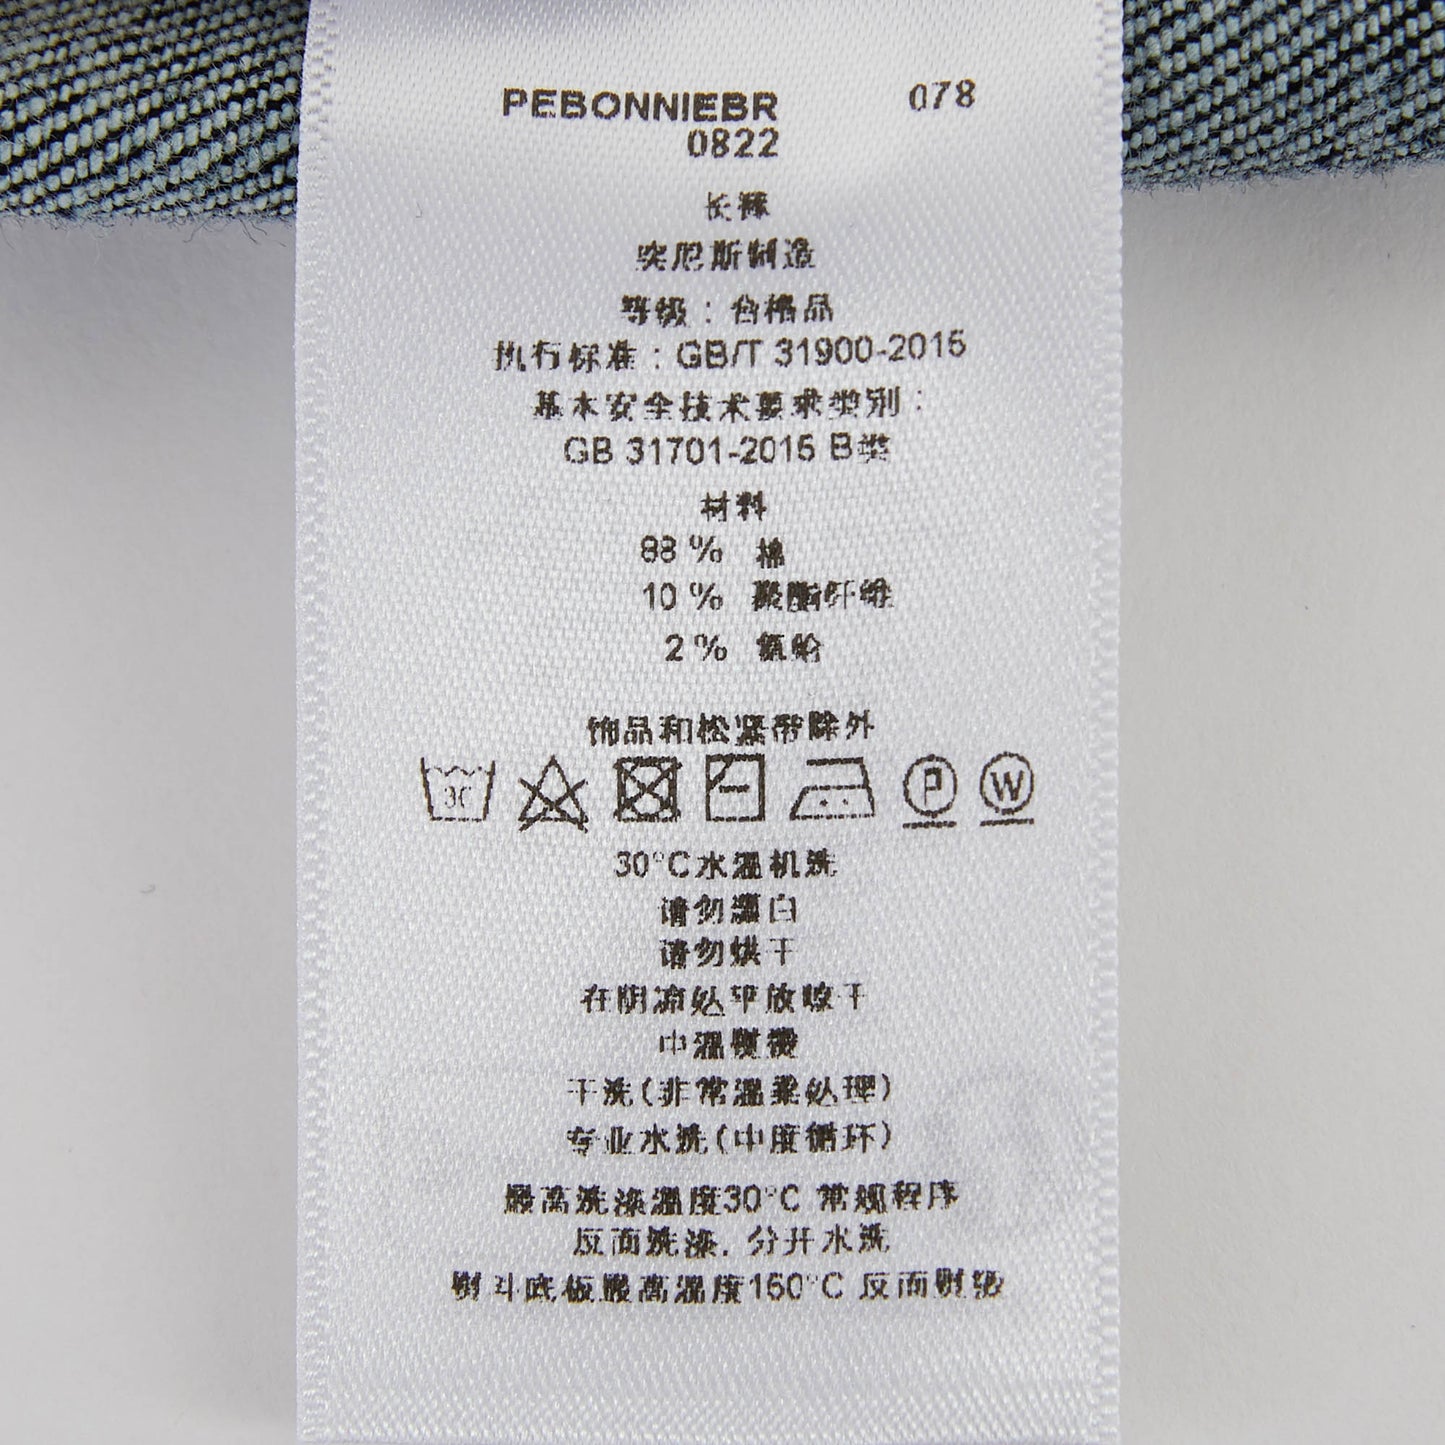 PEBONNIEBR 078
0822
长裤
突尼斯制造
等级：合格品
执行标准：GB/T 31900-2015
基本安全技术要求类别：
GB 31701-2015 B类
材料
88 % 棉
10 % 聚酯纤维
2 % 氨纶
饰品和松紧带除外
30
P
W
30°C水温机洗
请勿漂白
请勿烘干
在阴凉处平放晾干
中温熨烫
干洗(非常温柔处理)
专业水洗(中度循环)
最高洗涤温度30°C 常规程序
反面洗涤, 分开水洗
熨斗底板最高温度150°C 反面熨烫